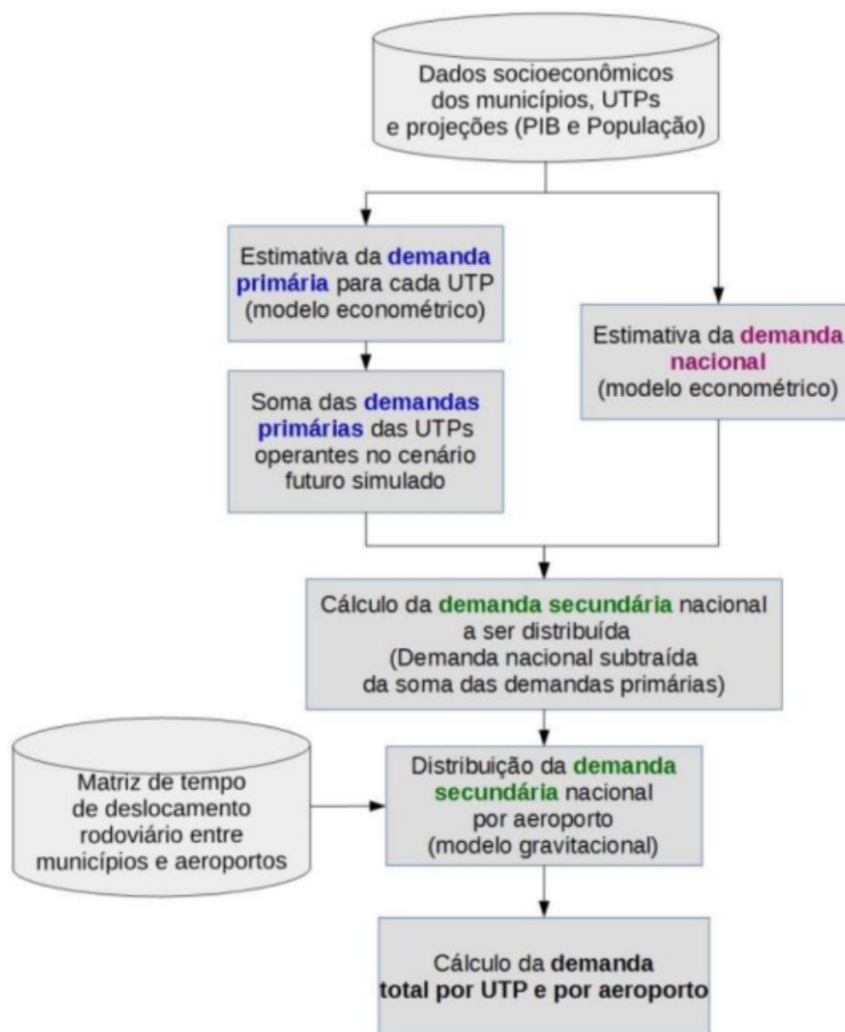 Dados socioeconômicos
dos municípios, UTPs
e projeções (PIB e População)
Estimativa da demanda
primária para cada UTP
(modelo econométrico)
Estimativa da demanda
nacional
(modelo econométrico)
Soma das demandas
primárias das UTPs
operantes no cenário
futuro simulado
Cálculo da demanda secundária nacional
a ser distribuída
(Demanda nacional subtraída
da soma das demandas primárias)
Matriz de tempo
de deslocamento
rodoviário entre
municípios e aeroportos
Distribuição da demanda
secundária nacional
por aeroporto
(modelo gravitacional)
Cálculo da demanda
total por UTP e por aeroporto